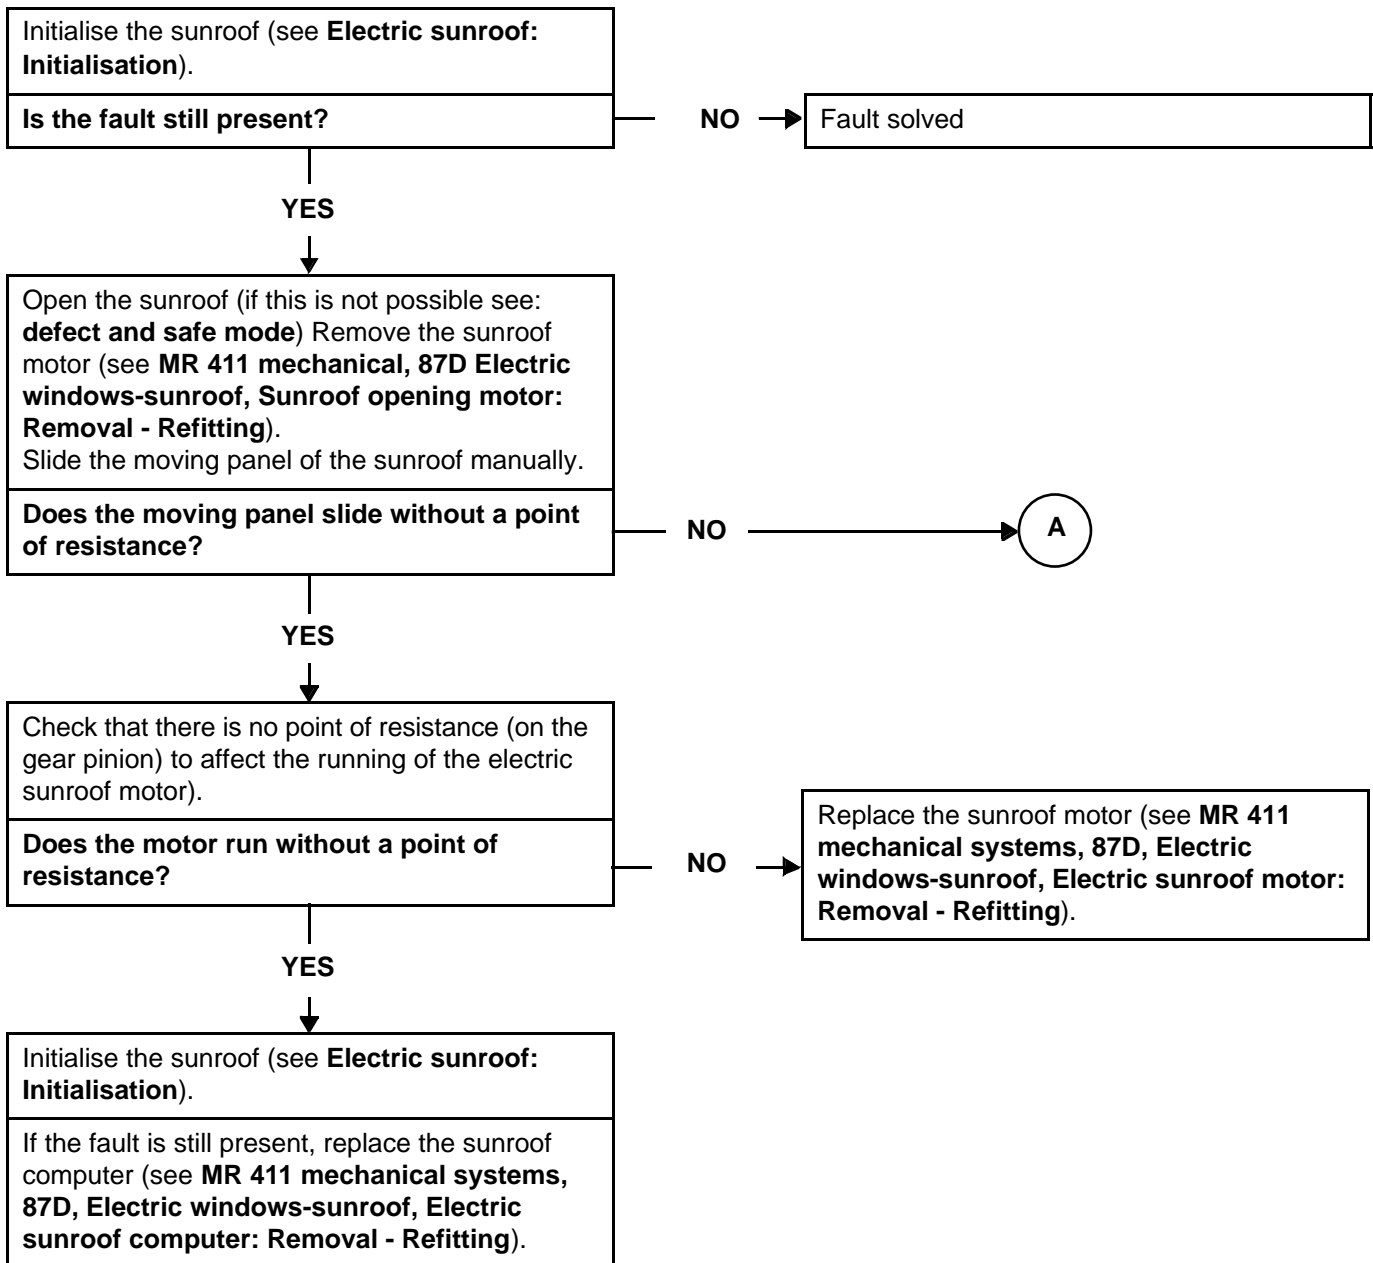 Initialise the sunroof (see Electric sunroof:
Initialisation).
Is the fault still present?
NO
Fault solved
YES
Open the sunroof (if this is not possible see:
defect and safe mode) Remove the sunroof
motor (see MR 411 mechanical, 87D Electric
windows-sunroof, Sunroof opening motor:
Removal - Refitting).
Slide the moving panel of the sunroof manually.
Does the moving panel slide without a point
of resistance?
NO
A
YES
Check that there is no point of resistance (on the
gear pinion) to affect the running of the electric
sunroof motor).
Does the motor run without a point of
resistance?
NO
Replace the sunroof motor (see MR 411
mechanical systems, 87D, Electric
windows-sunroof, Electric sunroof motor:
Removal - Refitting).
YES
Initialise the sunroof (see Electric sunroof:
Initialisation).
If the fault is still present, replace the sunroof
computer (see MR 411 mechanical systems,
87D, Electric windows-sunroof, Electric
sunroof computer: Removal - Refitting).